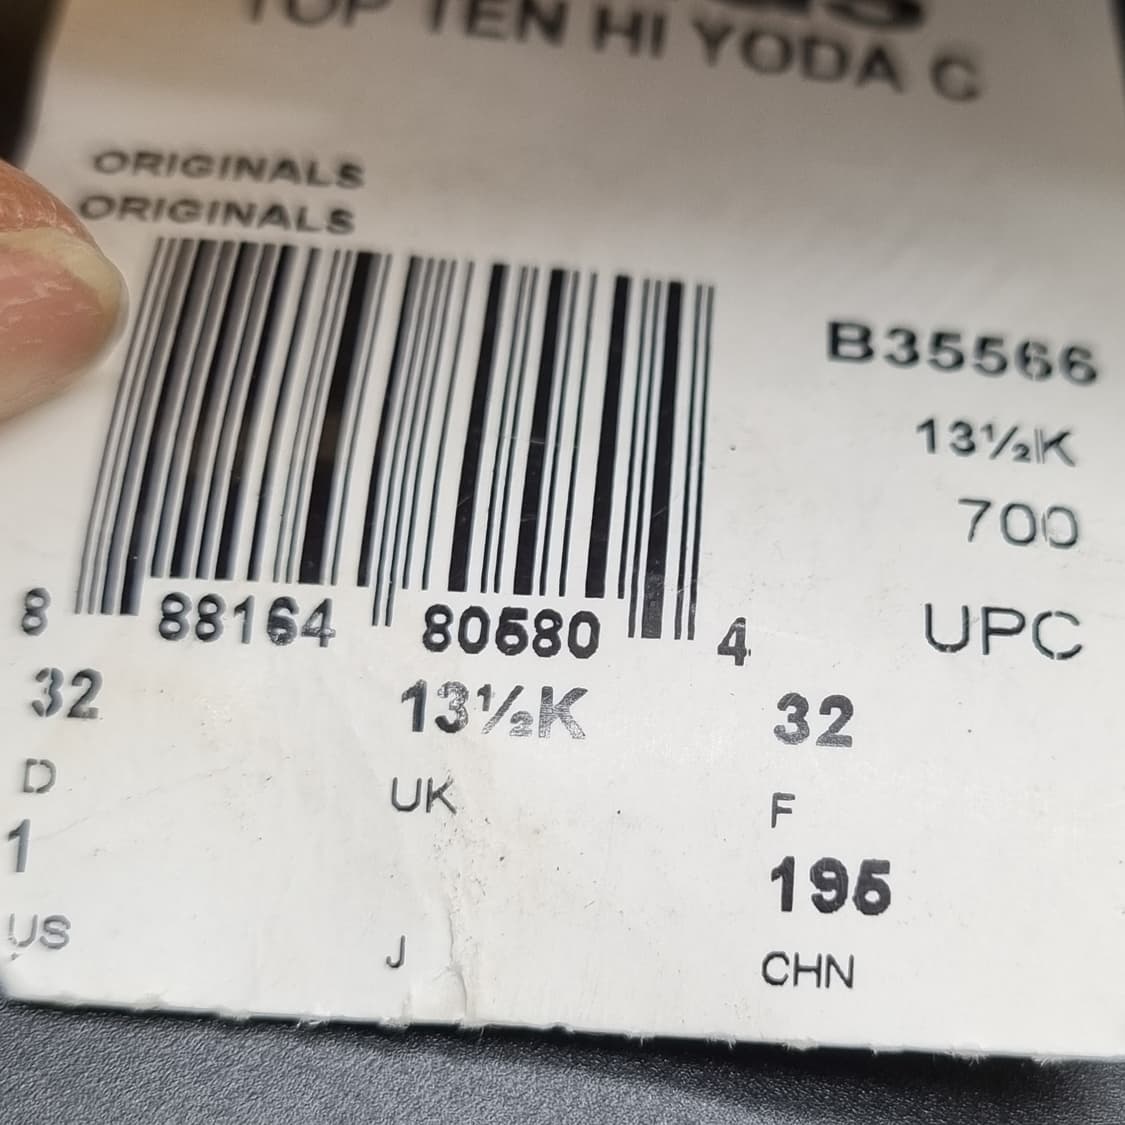 TOP TEN HI YODA C
ORIGINALS
ORIGINALS
B35566
13½K
700
UPC
8 88164 80680 4
32 13½K 32
D UK F
1 195
US J CHN